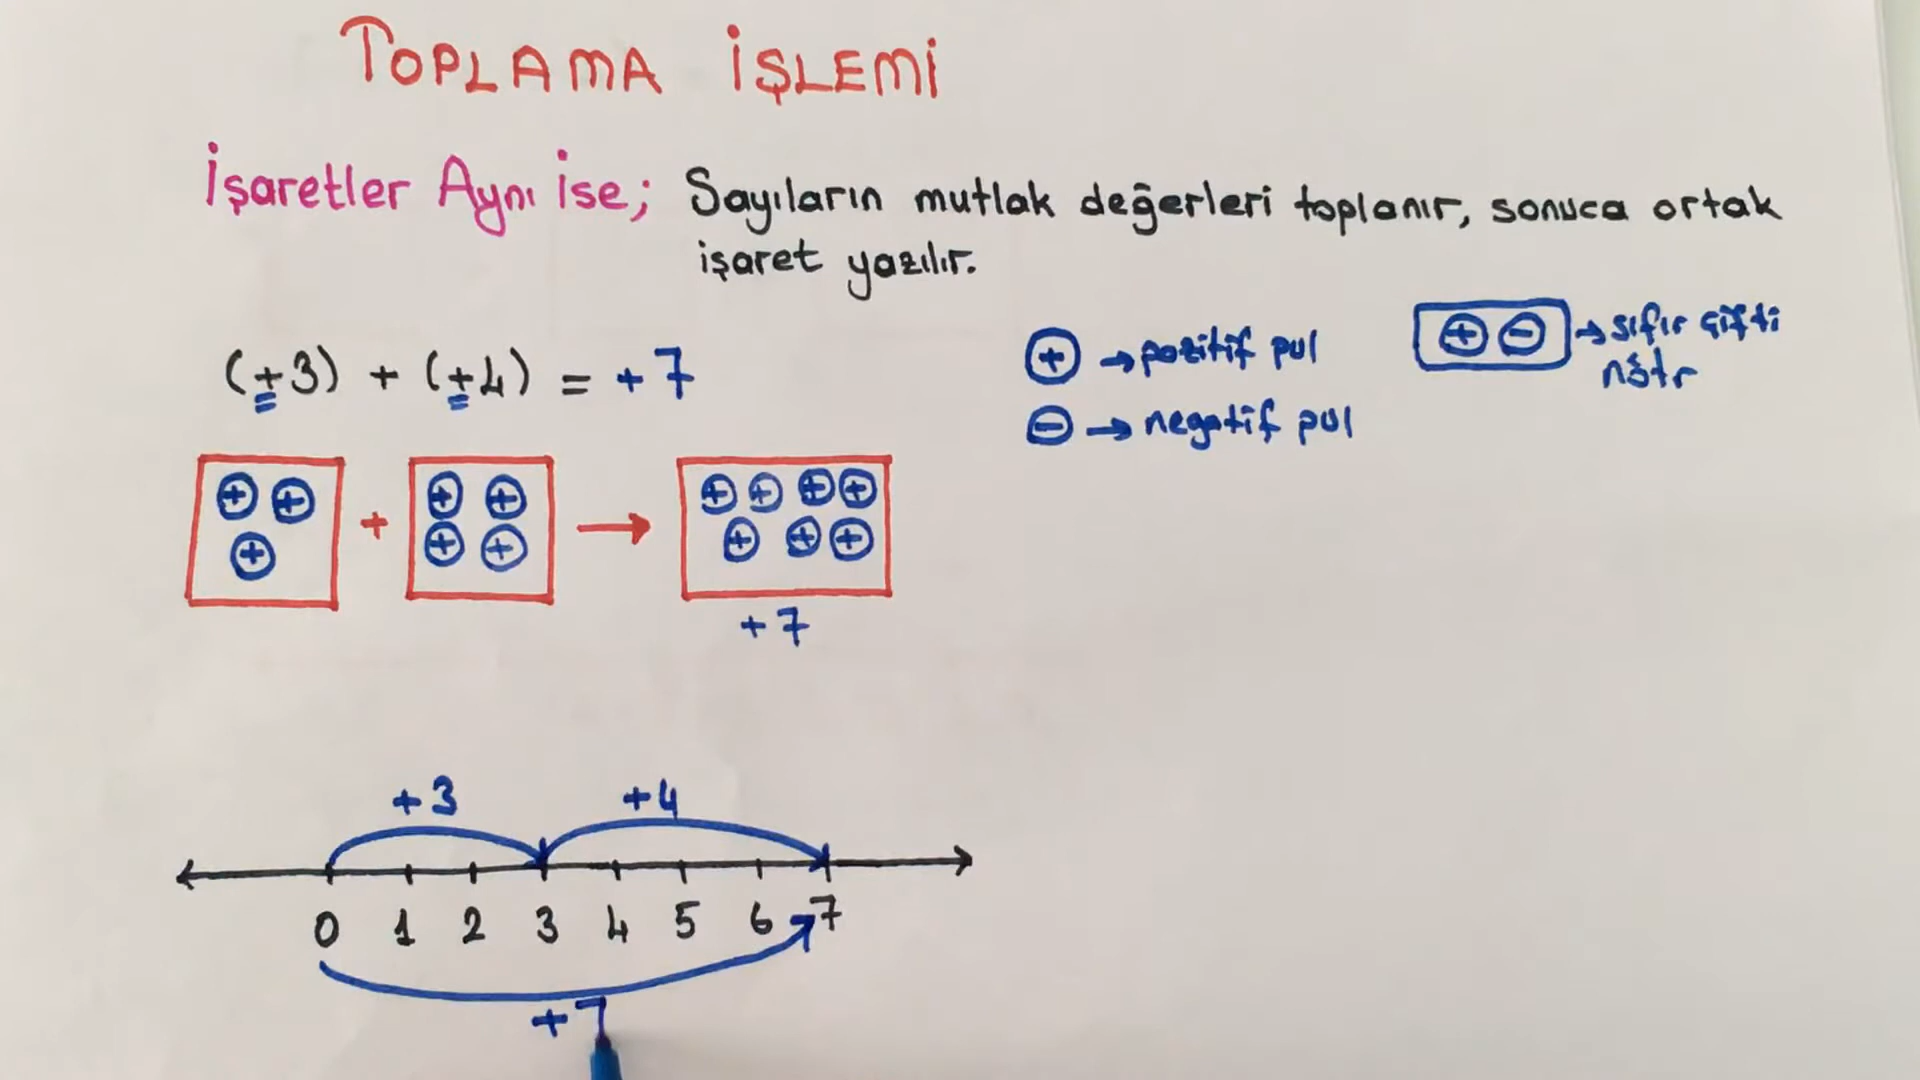 TOPLAMA İŞLEMİ
İşaretler Aynı İse; Sayıların mutlak değerleri toplanır, sonuca ortak
işaret yazılır.
(+3) + (+4) = +7
+ → pozitif pul
+ - → sıfır çifti
nötr
- → negatif pul
+ + + + + + + + → + + + + + + +
+7
+3 +4
0 1 2 3 4 5 6 7
+7